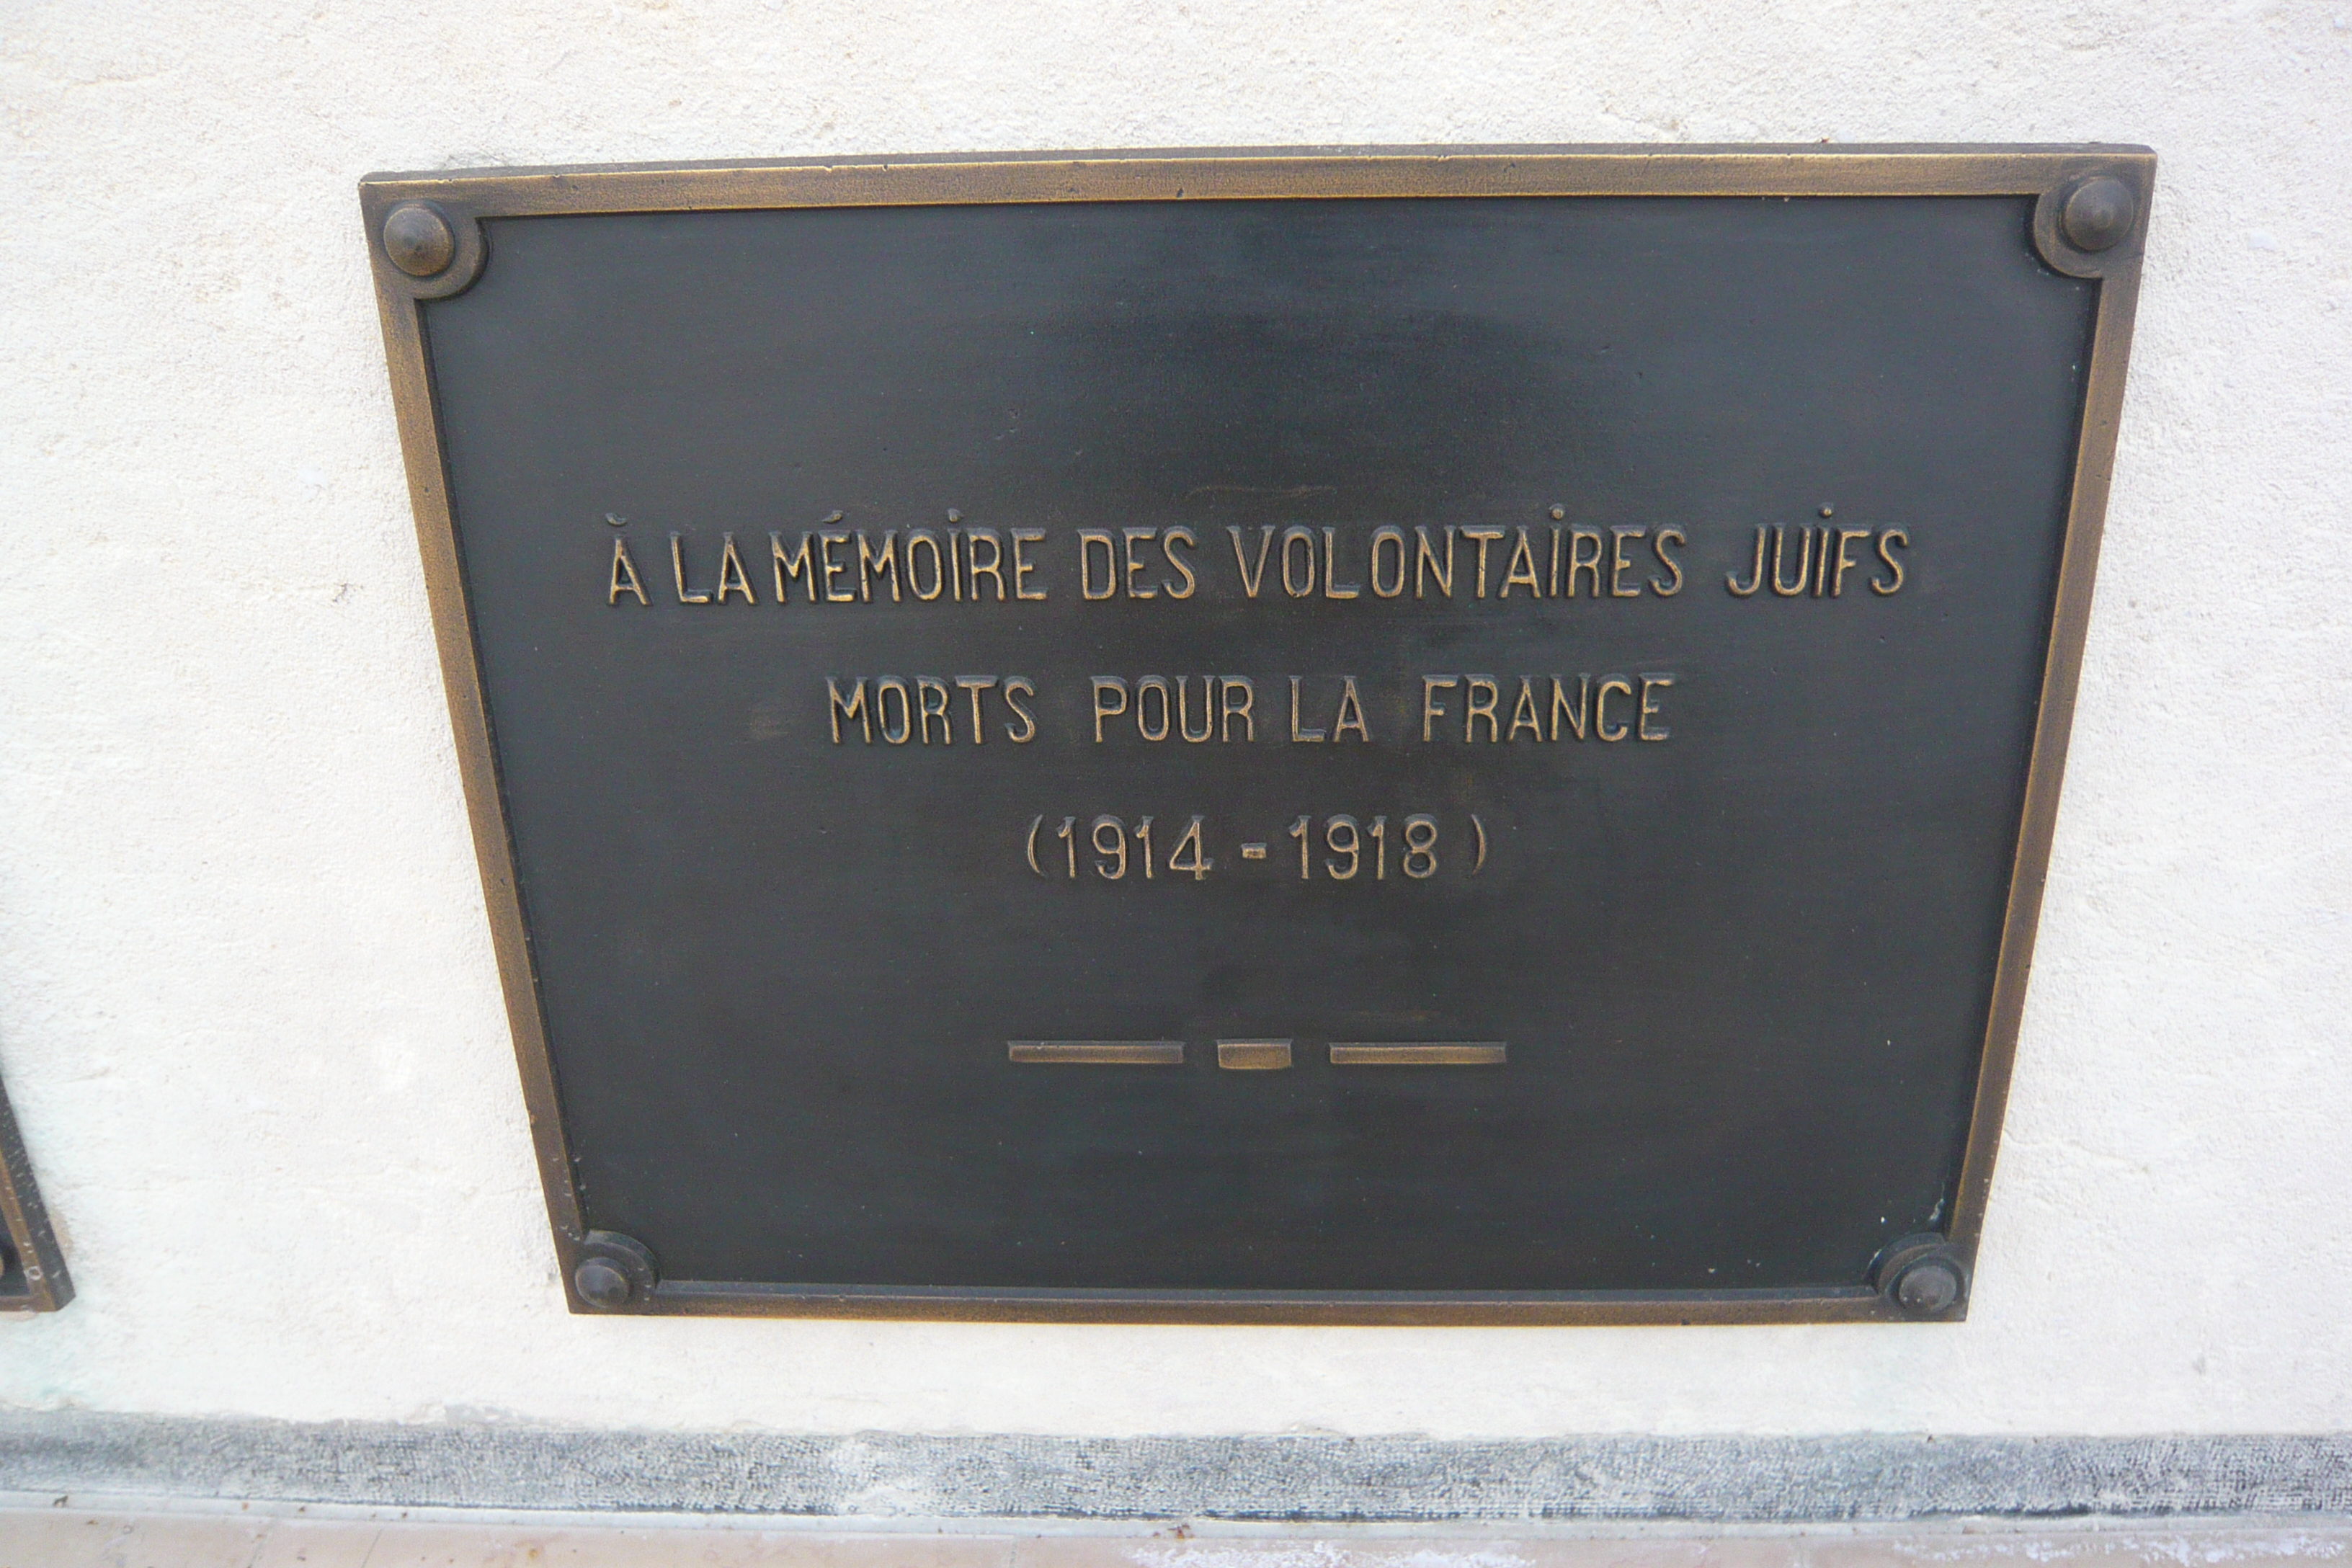 À LA MÉMOIRE DES VOLONTAIRES JUIFS
MORTS POUR LA FRANCE
(1914 - 1918)